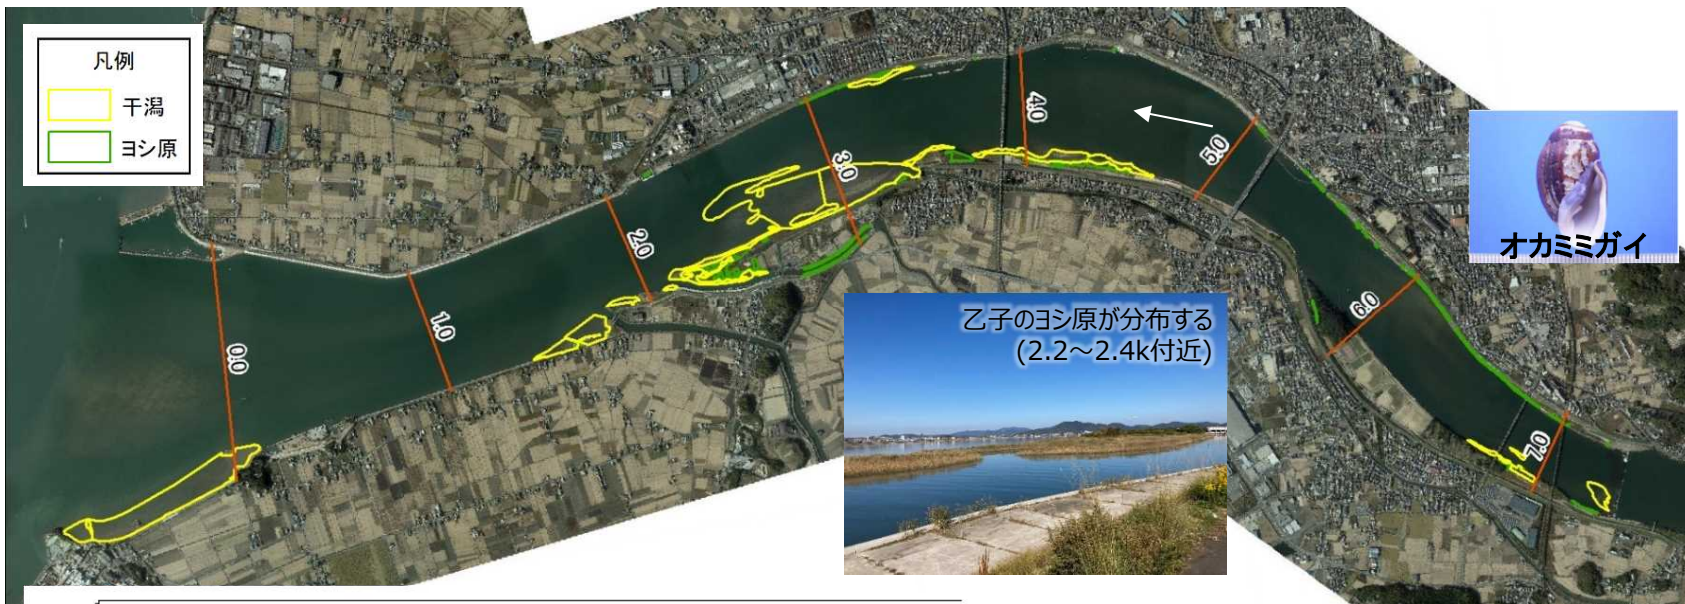 凡例
干潟
ヨシ原
0.0
1.0
2.0
3.0
4.0
5.0
6.0
7.0
オカミミガイ
乙子のヨシ原が分布する
(2.2～2.4k付近)